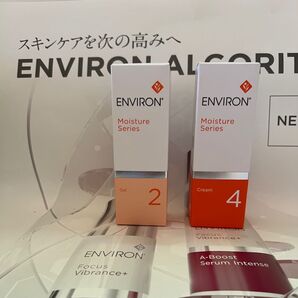 スキンケアを次の高みへ
ENVIRON ALGORIT
NE
ENVIRON
Moisture
Series
Gel
2
ENVIRON
Moisture
Series
Cream
4
ENVIRON
Focus
Vibrance+
A-Boost
Serum Intense